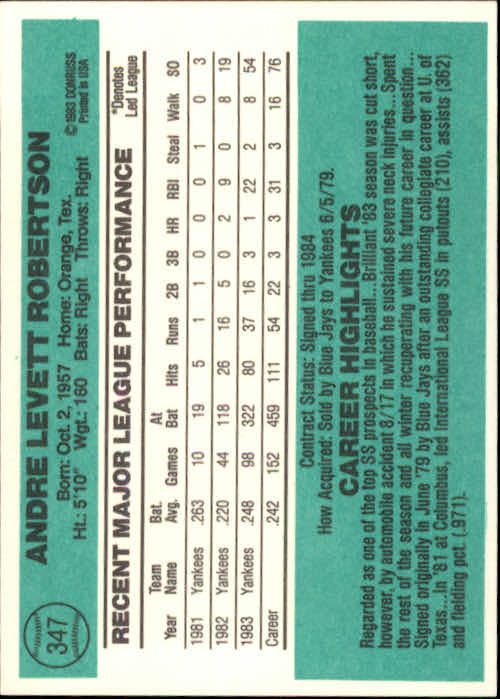 347
ANDRE LEVETT ROBERTSON
Born: Oct. 2, 1957 Home: Orange, Tex.
Ht.: 5'10" Wgt.: 160 Bats: Right Throws: Right
© 1983 DONRUSS
Printed in USA
RECENT MAJOR LEAGUE PERFORMANCE
*Denotes
Led League
Year Team Name Bat. Avg. Games At Bat Hits Runs 2B 3B HR RBI Steal Walk SO
1981 Yankees .263 10 19 5 1 1 0 0 0 1 0 3
1982 Yankees .220 44 118 26 16 5 0 2 9 0 8 19
1983 Yankees .248 98 322 80 37 16 3 1 22 2 8 54
Career .242 152 459 111 54 22 3 3 31 3 16 76
Contract Status: Signed thru 1984
How Acquired: Sold by Blue Jays to Yankees 6/5/79.
CAREER HIGHLIGHTS
Regarded as one of the top SS prospects in baseball... Brilliant '83 season was cut short,
however, by automobile accident 8/17 in which he sustained severe neck injuries... Spent
the rest of the season and all winter recuperating with his future career in question...
Signed originally in June '79 by Blue Jays after an outstanding collegiate career at U. of
Texas... In '81 at Columbus, led International League SS in putouts (210), assists (362)
and fielding pct. (.971).